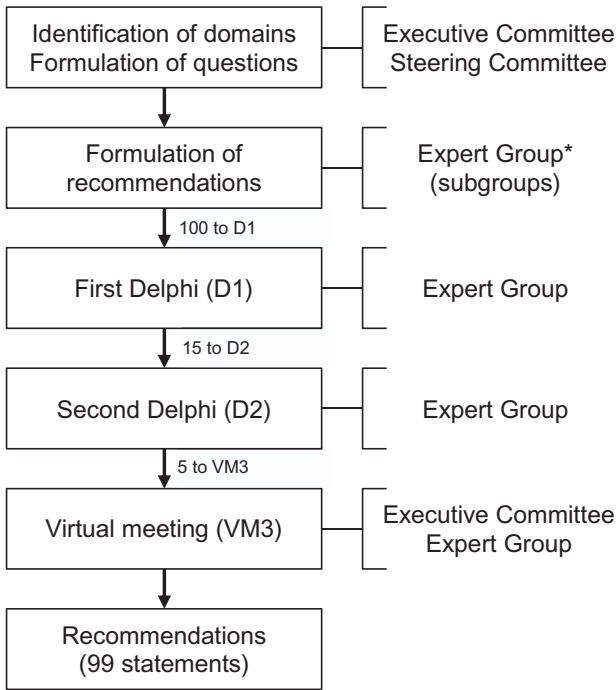 Identification of domains
Formulation of questions
Executive Committee
Steering Committee
Formulation of
recommendations
Expert Group*
(subgroups)
100 to D1
First Delphi (D1)
Expert Group
15 to D2
Second Delphi (D2)
Expert Group
5 to VM3
Virtual meeting (VM3)
Executive Committee
Expert Group
Recommendations
(99 statements)